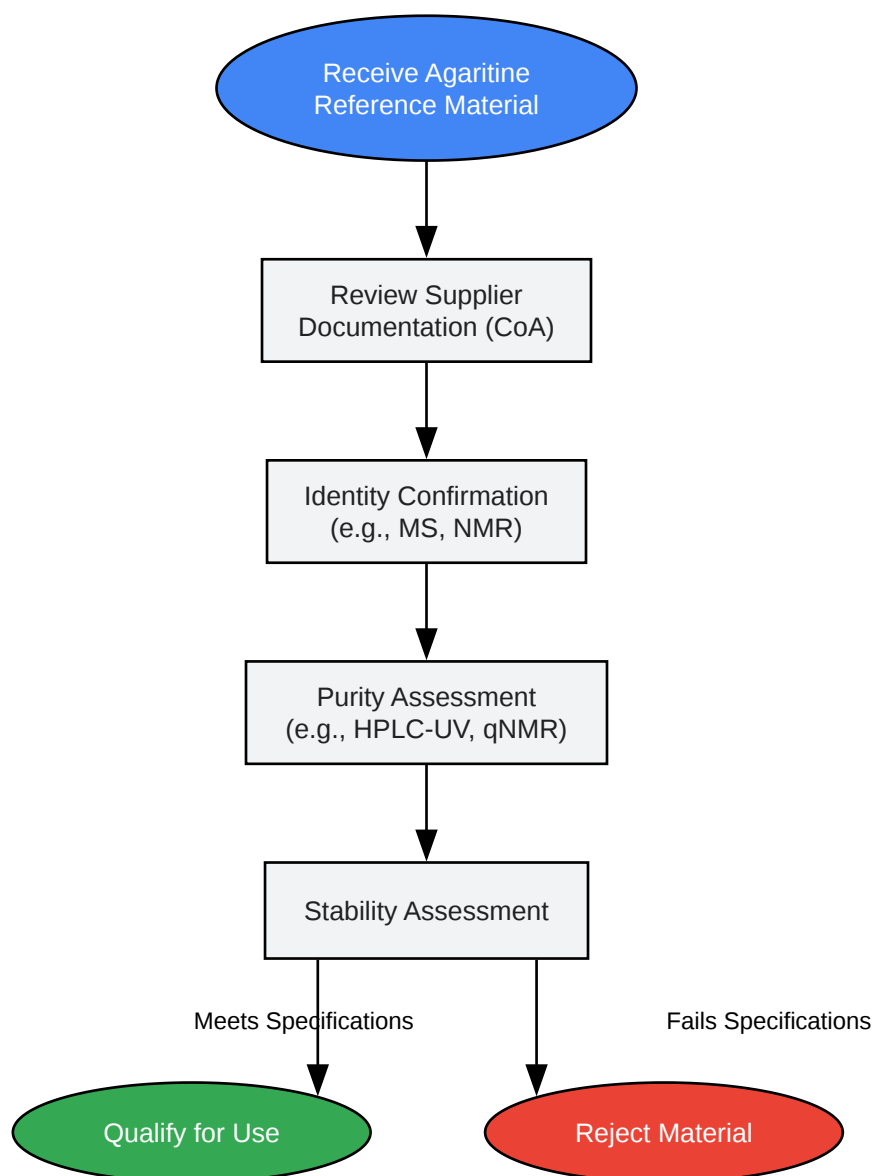 Receive Agaritine
Reference Material
Review Supplier
Documentation (CoA)
Identity Confirmation
(e.g., MS, NMR)
Purity Assessment
(e.g., HPLC-UV, qNMR)
Stability Assessment
Meets Specifications
Fails Specifications
Qualify for Use
Reject Material